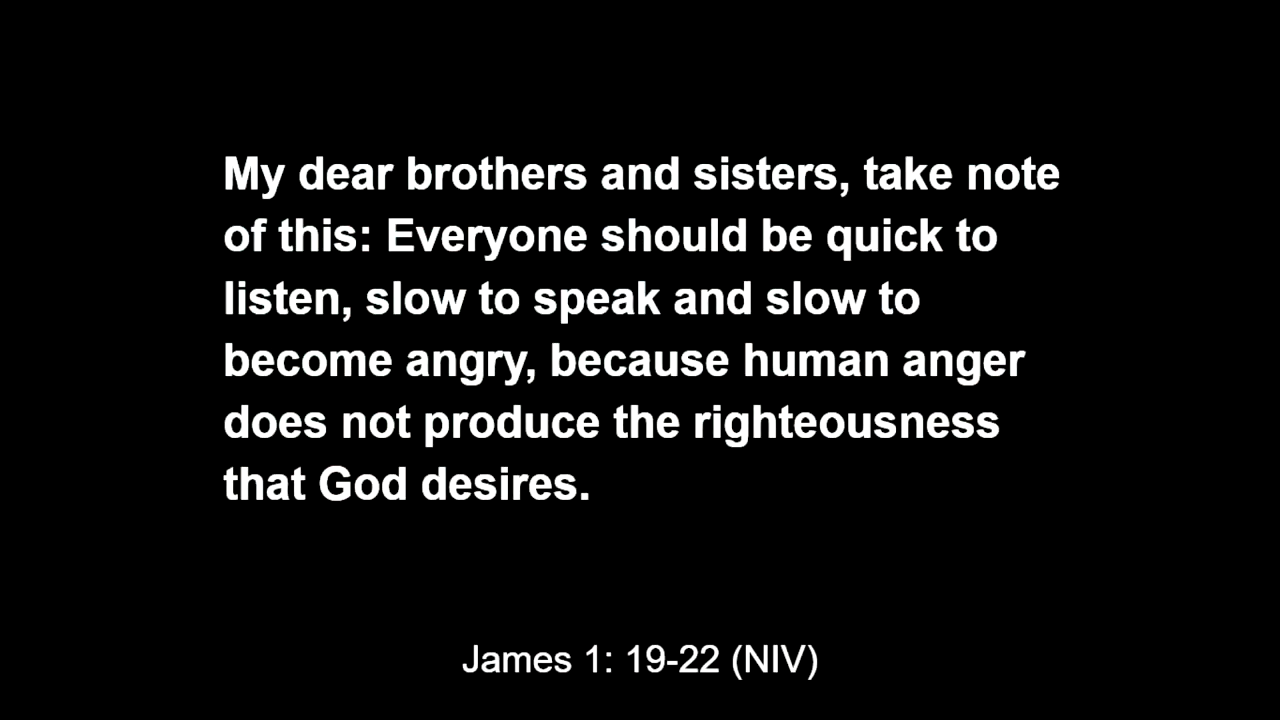 My dear brothers and sisters, take note
of this: Everyone should be quick to
listen, slow to speak and slow to
become angry, because human anger
does not produce the righteousness
that God desires.
James 1: 19-22 (NIV)